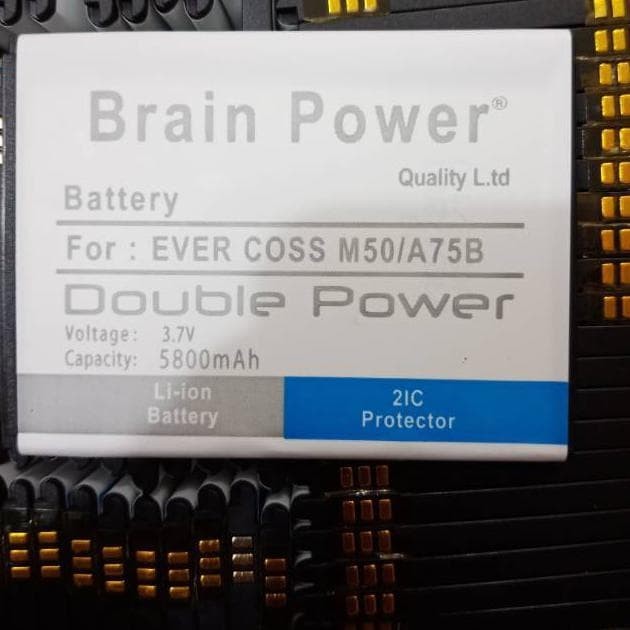 Brain Power®
Quality L.td
Battery
For : EVER COSS M50/A75B
Double Power
Voltage: 3.7V
Capacity: 5800mAh
Li-ion
Battery
2IC
Protector